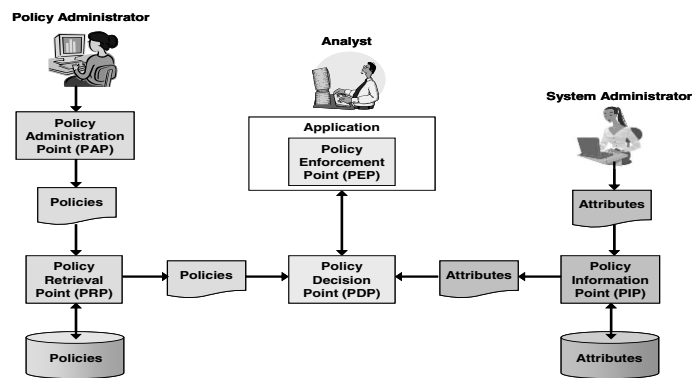 Policy Administrator
Analyst
System Administrator
Policy
Administration
Point (PAP)
Application
Policy
Enforcement
Point (PEP)
Policies
Attributes
Policy
Retrieval
Point (PRP)
Policies
Policy
Decision
Point (PDP)
Attributes
Policy
Information
Point (PIP)
Policies
Attributes